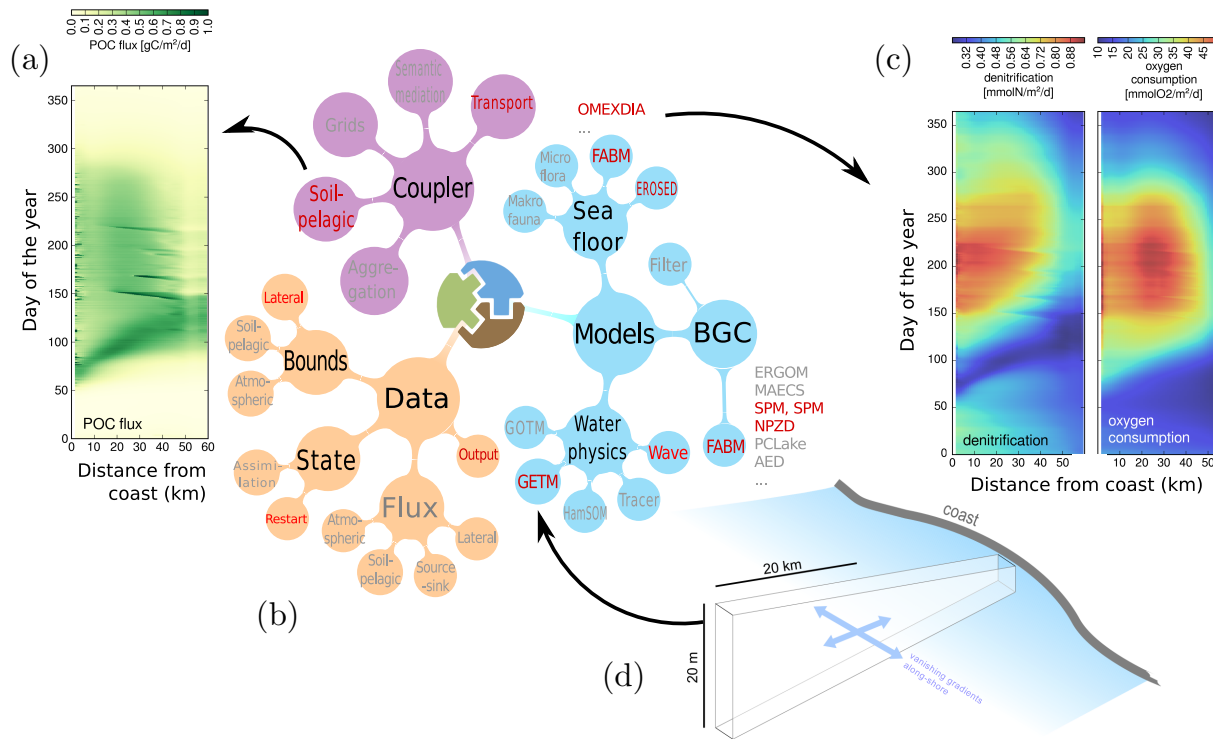 (a)
0.0 0.1 0.2 0.3 0.4 0.5 0.6 0.7 0.8 0.9 1.0
POC flux [gC/m²/d]
Day of the year
350
300
250
200
150
100
50
0
POC flux
0 10 20 30 40 50 60
Distance from
coast (km)
(b)
Semantic
mediation
Transport
Grids
Coupler
Soil-
pelagic
Aggre-
gation
Lateral
Soil-
pelagic
Bounds
Atmo-
spheric
Data
State
Output
Assimi-
lation
Restart
Flux
Atmo-
spheric
Soil-
pelagic
Source-
sink
Lateral
OMEXDIA
...
Micro
flora
FABM
EROSED
Makro
fauna
Sea
floor
Filter
Models
BGC
ERGOM
MAECS
SPM, SPM
NPZD
PCLake
AED
...
FABM
Water
physics
GOTM
Wave
GETM
HamSOM
Tracer
(c)
0.32 0.40 0.48 0.56 0.64 0.72 0.80 0.88
denitrification
[mmolN/m²/d]
10 15 20 25 30 35 40 45
oxygen
consumption
[mmolO2/m²/d]
Day of the year
350
300
250
200
150
100
50
0
denitrification
oxygen
consumption
0 10 20 30 40 50
0 10 20 30 40 50
Distance from coast (km)
(d)
coast
20 km
20 m
vanishing gradients
along-shore